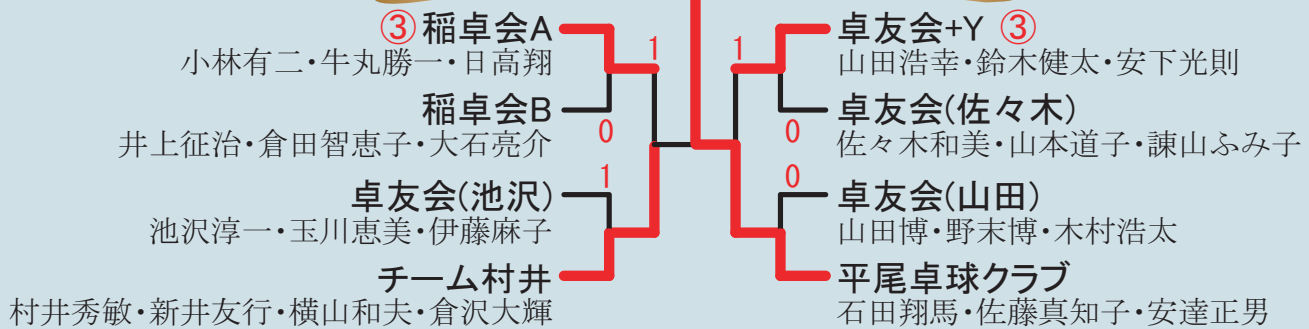 ③稲卓会A
小林有二・牛丸勝一・日高翔
稲卓会B
井上征治・倉田智恵子・大石亮介
卓友会(池沢)
池沢淳一・玉川恵美・伊藤麻子
チーム村井
村井秀敏・新井友行・横山和夫・倉沢大輝
1
0
1
1
0
0
卓友会+Y ③
山田浩幸・鈴木健太・安下光則
卓友会(佐々木)
佐々木和美・山本道子・諌山ふみ子
卓友会(山田)
山田博・野末博・木村浩太
平尾卓球クラブ
石田翔馬・佐藤真知子・安達正男